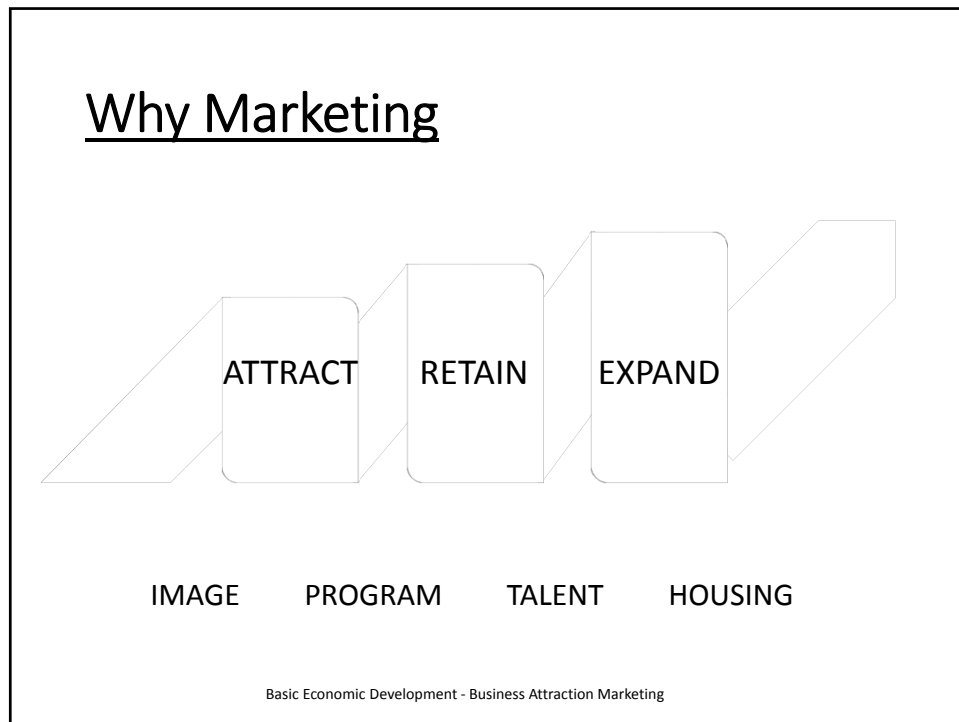 Why Marketing
ATTRACT RETAIN EXPAND
IMAGE PROGRAM TALENT HOUSING
Basic Economic Development - Business Attraction Marketing